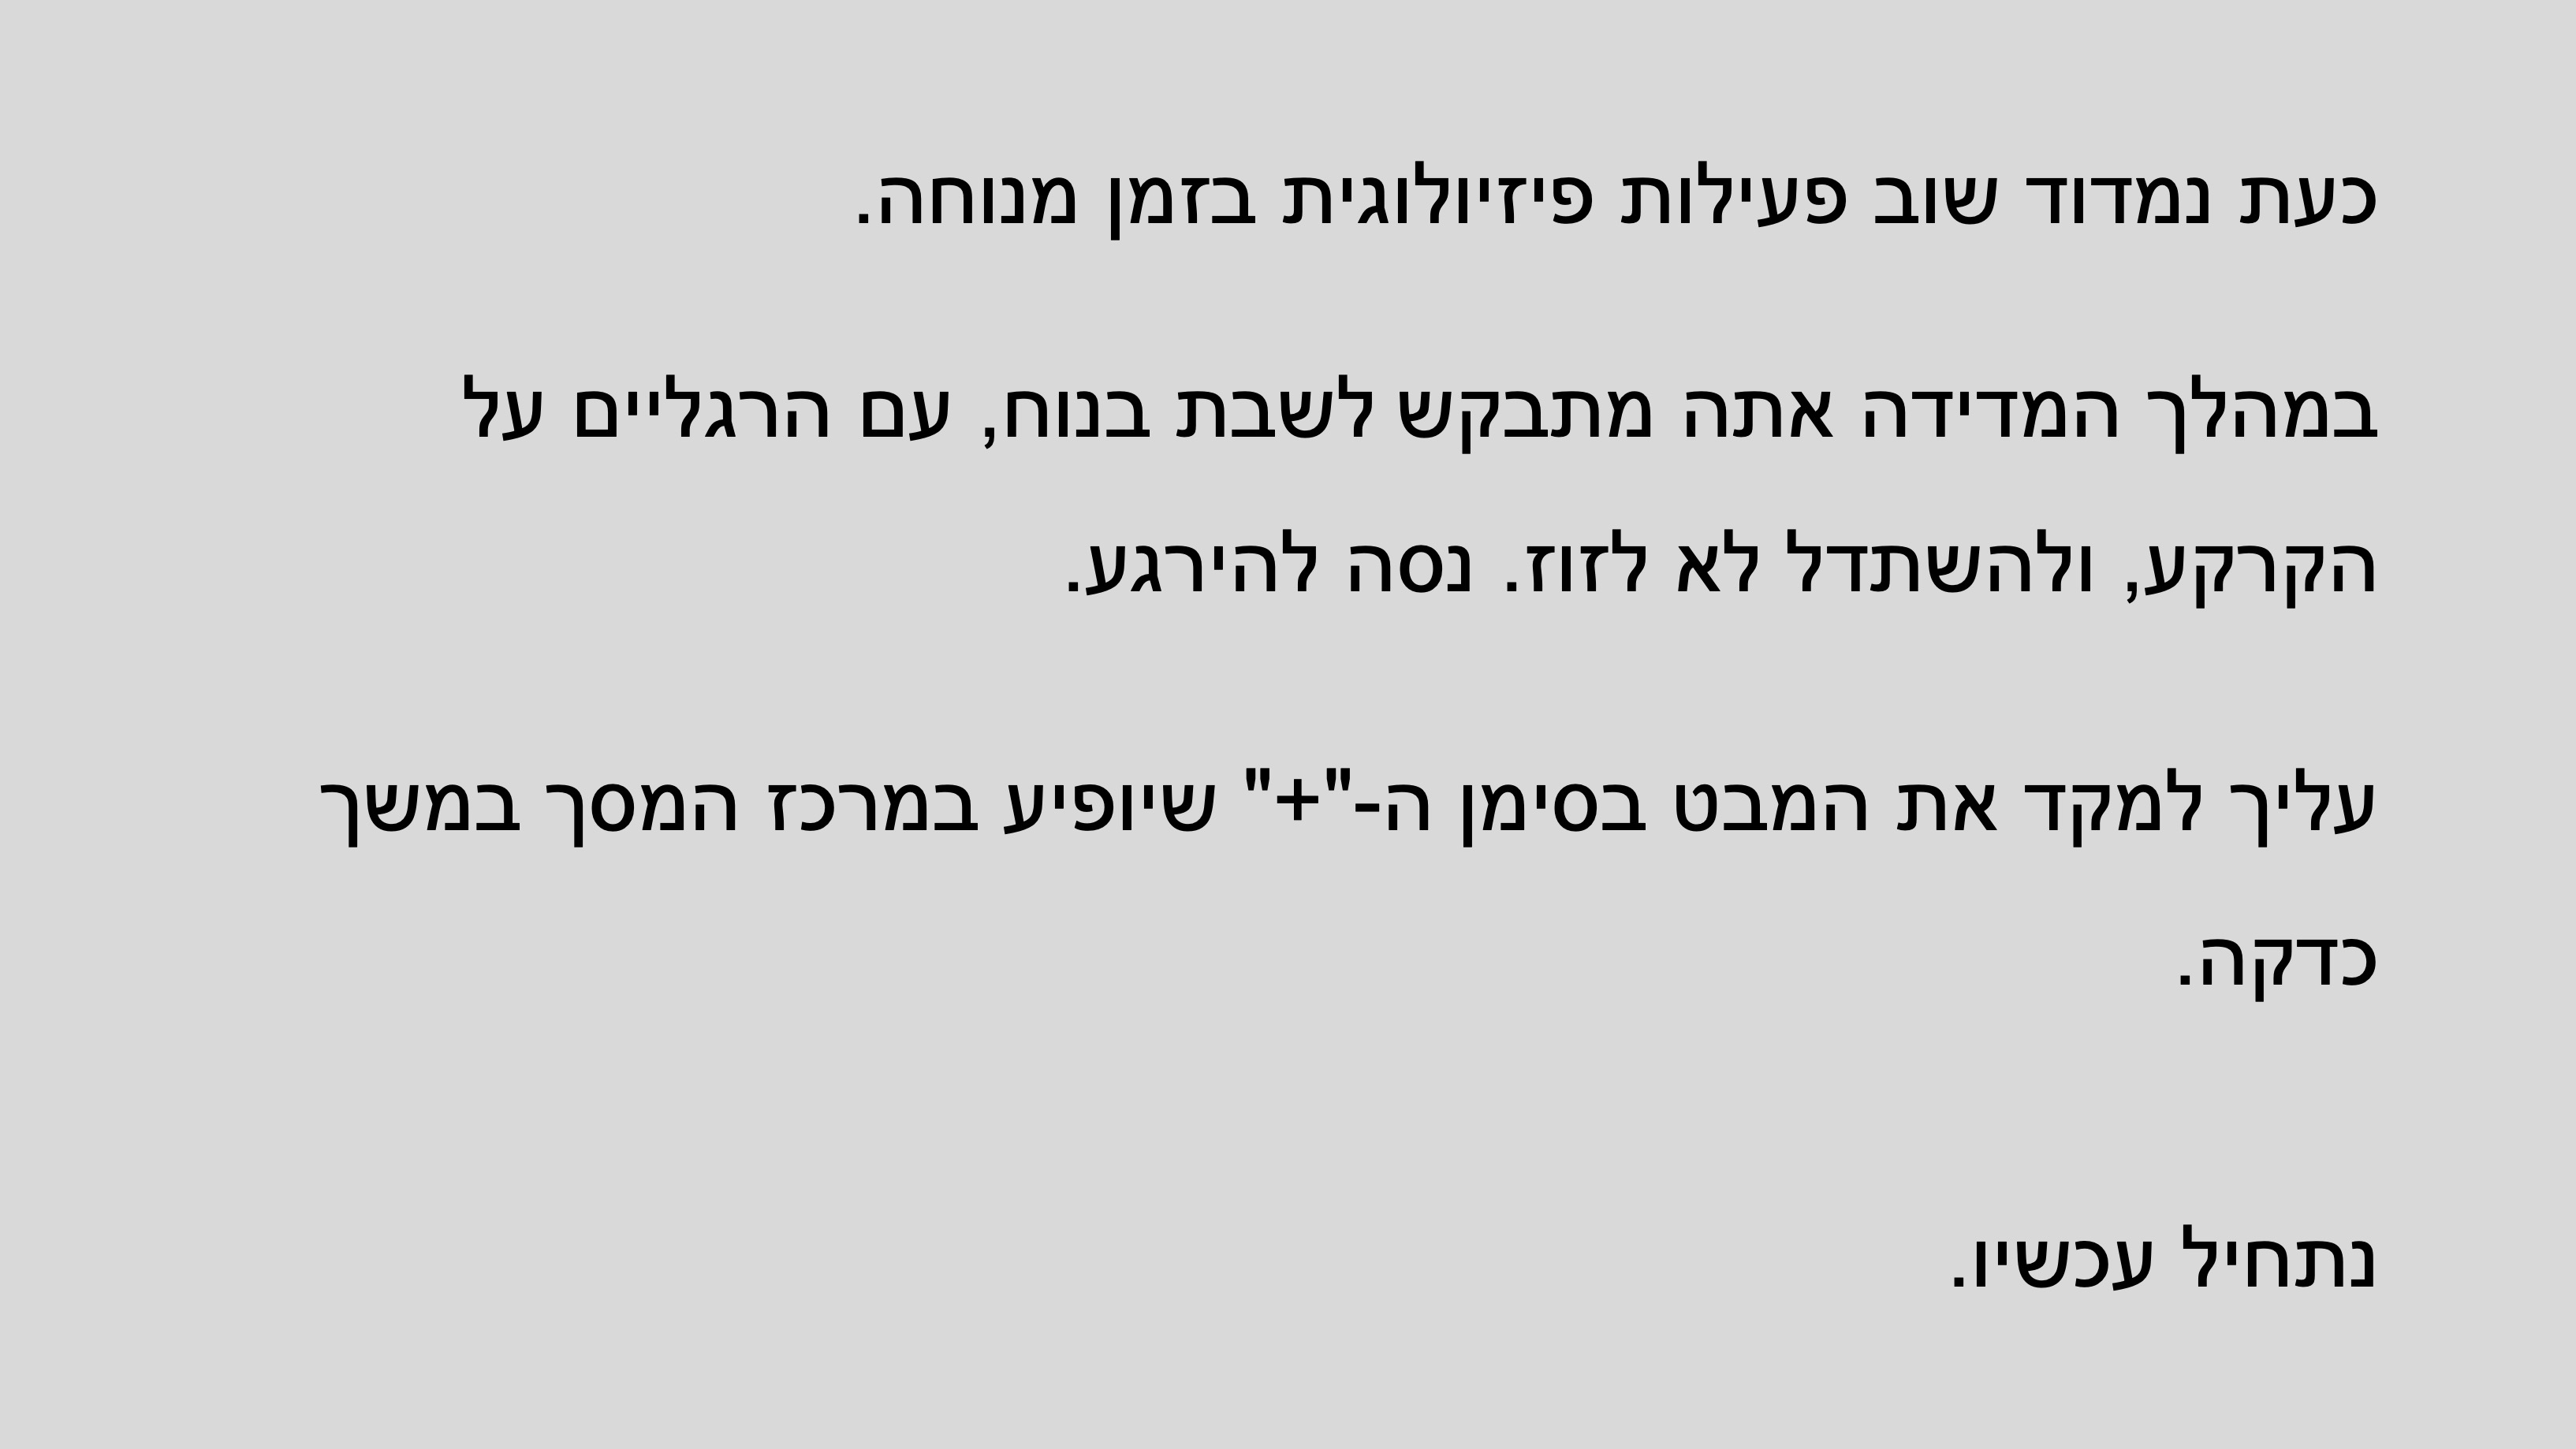 כעת נמדוד שוב פעילות פיזיולוגית בזמן מנוחה.
במהלך המדידה אתה מתבקש לשבת בנוח, עם הרגליים על
הקרקע, ולהשתדל לא לזוז. נסה להירגע.
עליך למקד את המבט בסימן ה-"+" שיופיע במרכז המסך במשך
כדקה.
נתחיל עכשיו.